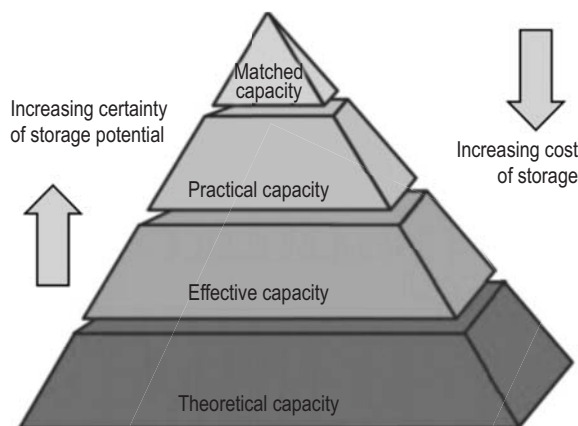 Matched
capacity
Increasing certainty
of storage potential
Increasing cost
of storage
Practical capacity
Effective capacity
Theoretical capacity